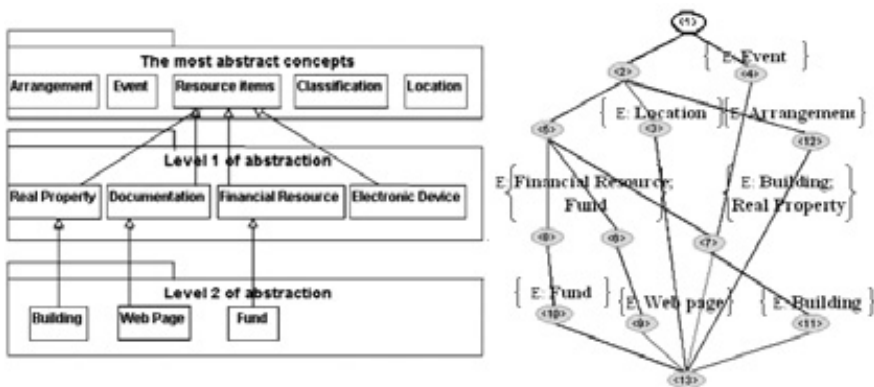 The most abstract concepts
Arrangement Event Resource items Classification Location
Level 1 of abstraction
Real Property Documentation Financial Resource Electronic Device
Level 2 of abstraction
Building Web Page Fund
<1>
{ E: Event }
<2> <4>
{ E: Location } { E: Arrangement }
<5> <3> <12>
{ E: Financial Resource; Fund }
{ E: Building; Real Property }
<8> <6> <7>
{ E: Fund } { E: Web page } { E: Building }
<10> <9> <11>
<13>